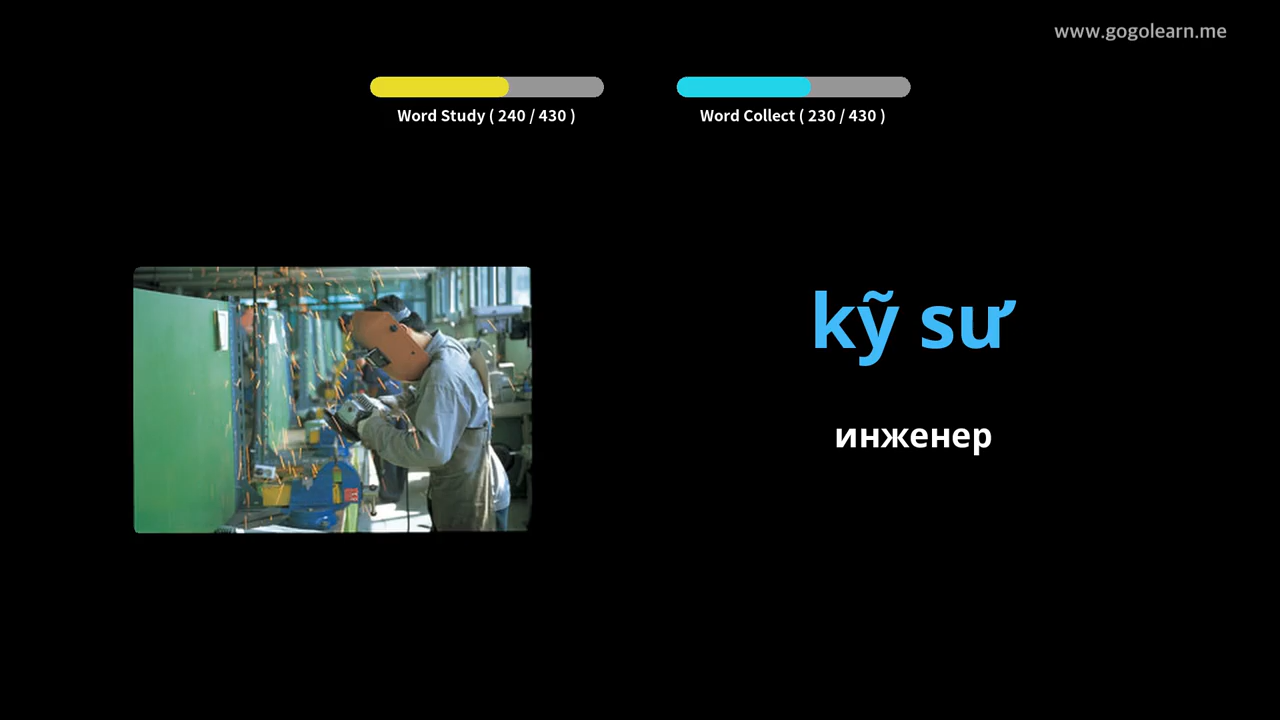 www.gogolearn.me
Word Study ( 240 / 430 )
Word Collect ( 230 / 430 )
kỹ sư
инженер